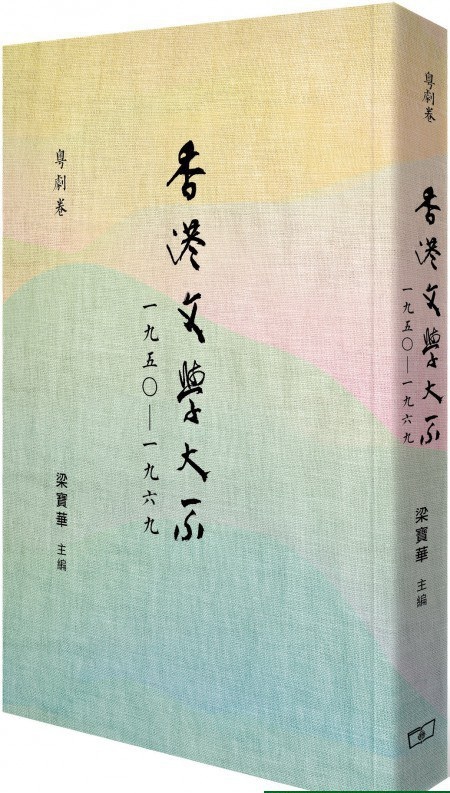 香港文學大系
一九五〇—一九六九
粵劇卷
梁寶華 主編
粵劇卷
香港文學大系
一九五〇—一九六九
梁寶華 主編